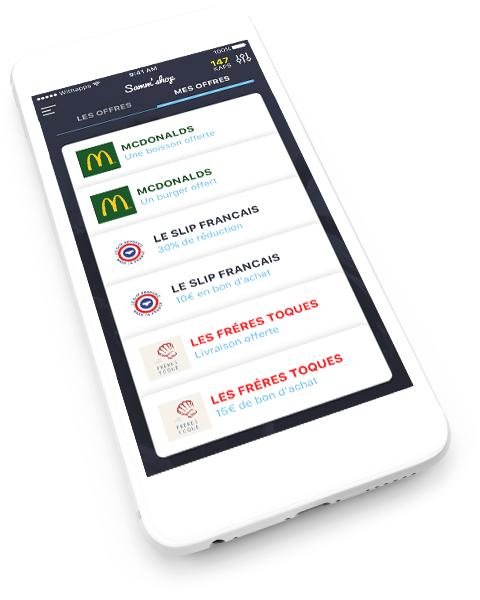 Withapps 9:41 AM 100%
Samm'shop 147
KAPS
LES OFFRES MES OFFRES
MCDONALDS
Une boisson offerte
MCDONALDS
Un burger offert
LE SLIP FRANCAIS
30% de réduction
LE SLIP FRANCAIS
10€ en bon d'achat
LES FRÉRES TOQUES
Livraison offerte
FRÈRES
TOQUE
LES FRÉRES TOQUES
15€ de bon d'achat
FRÈRES
TOQUE